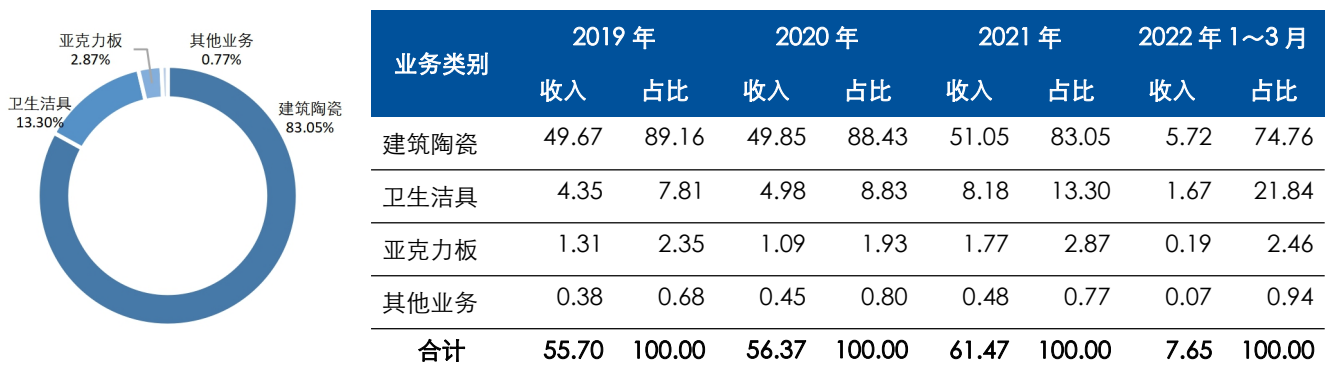 亚克力板
2.87%
其他业务
0.77%
卫生洁具
13.30%
建筑陶瓷
83.05%
业务类别 2019 年 2020 年 2021 年 2022 年 1～3 月
收入 占比 收入 占比 收入 占比 收入 占比
建筑陶瓷 49.67 89.16 49.85 88.43 51.05 83.05 5.72 74.76
卫生洁具 4.35 7.81 4.98 8.83 8.18 13.30 1.67 21.84
亚克力板 1.31 2.35 1.09 1.93 1.77 2.87 0.19 2.46
其他业务 0.38 0.68 0.45 0.80 0.48 0.77 0.07 0.94
合计 55.70 100.00 56.37 100.00 61.47 100.00 7.65 100.00